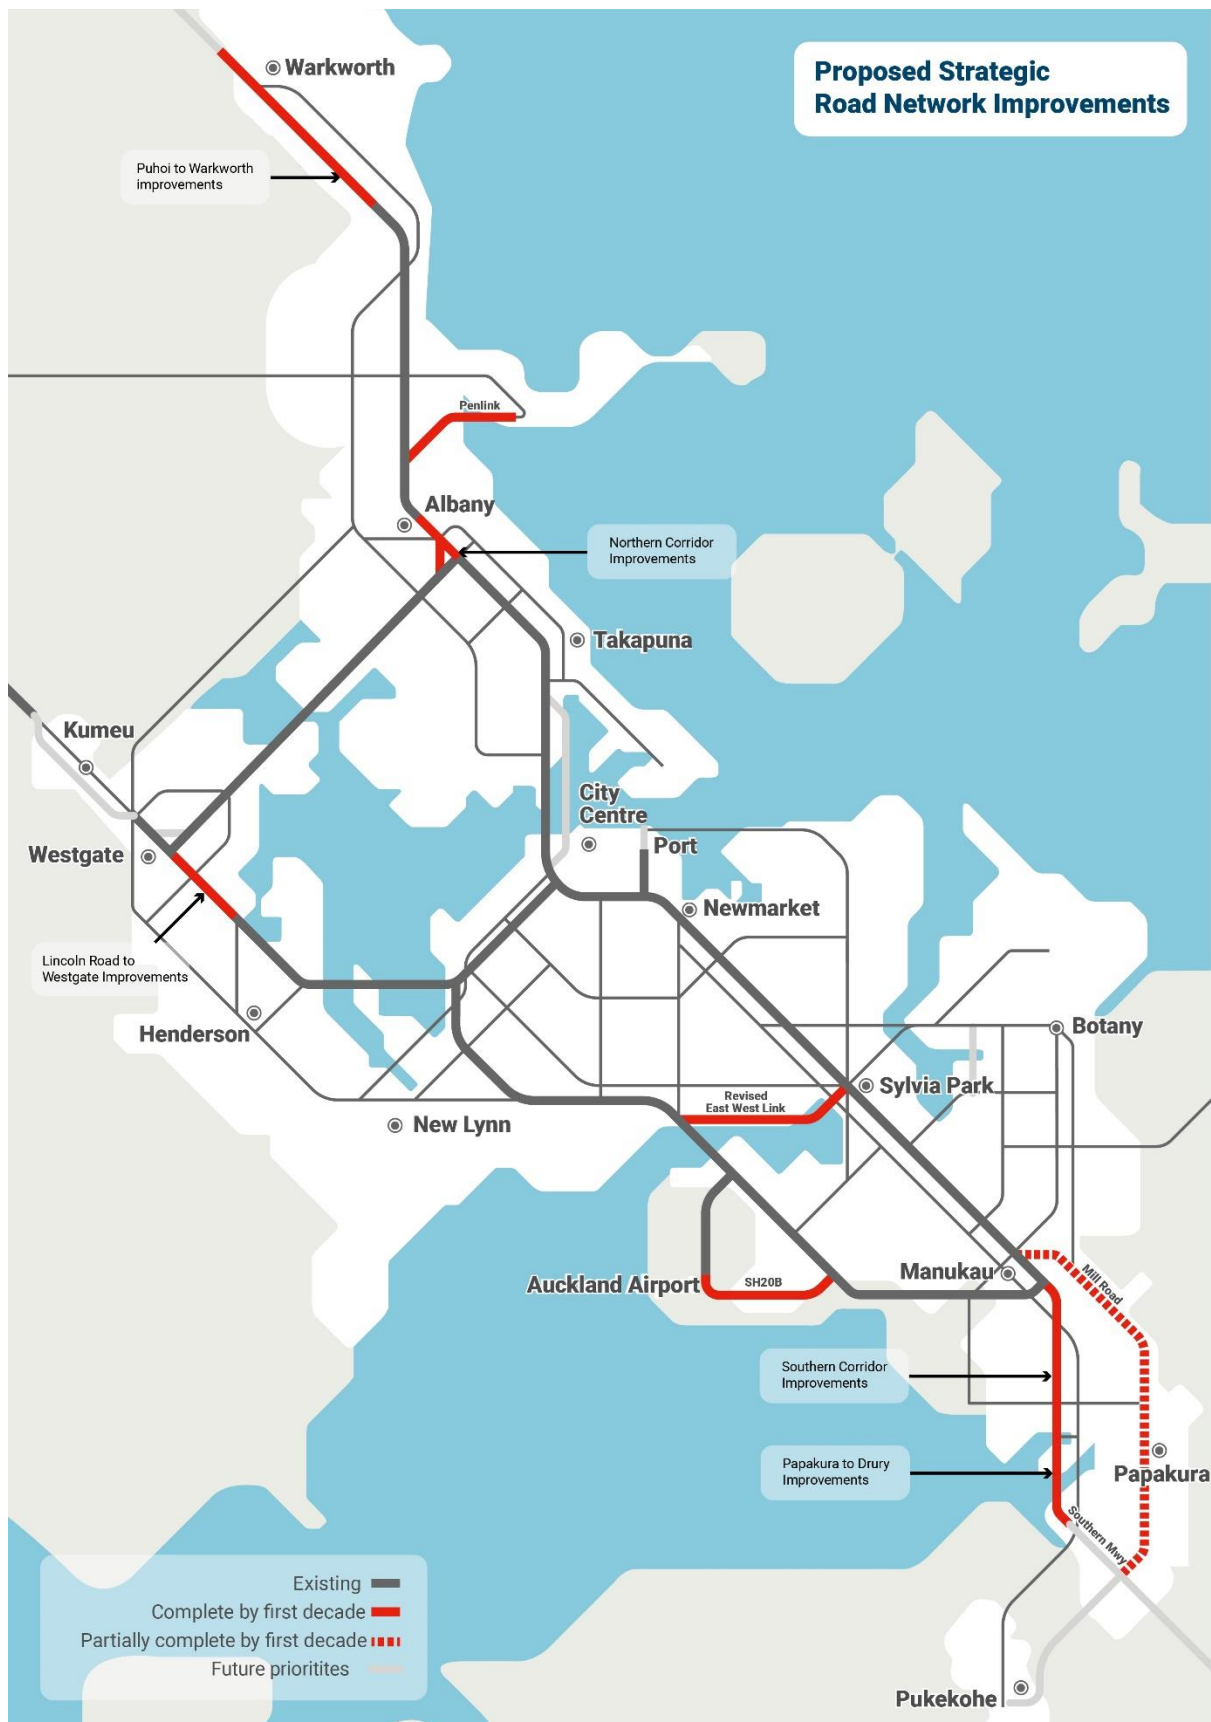 Proposed Strategic
Road Network Improvements
Warkworth
Puhoi to Warkworth
improvements
Penlink
Albany
Northern Corridor
Improvements
Takapuna
Kumeu
City
Centre
Port
Westgate
Newmarket
Lincoln Road to
Westgate Improvements
Henderson
Botany
Sylvia Park
Revised
East West Link
New Lynn
Manukau
Mill Road
Auckland Airport
SH20B
Southern Corridor
Improvements
Papakura to Drury
Improvements
Papakura
Southern Mwy
Existing
Complete by first decade
Partially complete by first decade
Future prioritites
Pukekohe